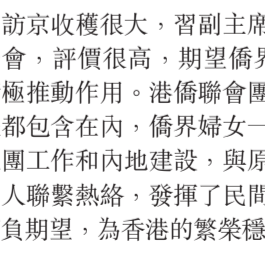 訪京收穫很大，習副主席
會，評價很高，期望僑界
極推動作用。港僑聯會團
都包含在內，僑界婦女一
團工作和內地建設，與原
人聯繫熱絡，發揮了民間
負期望，為香港的繁榮穩